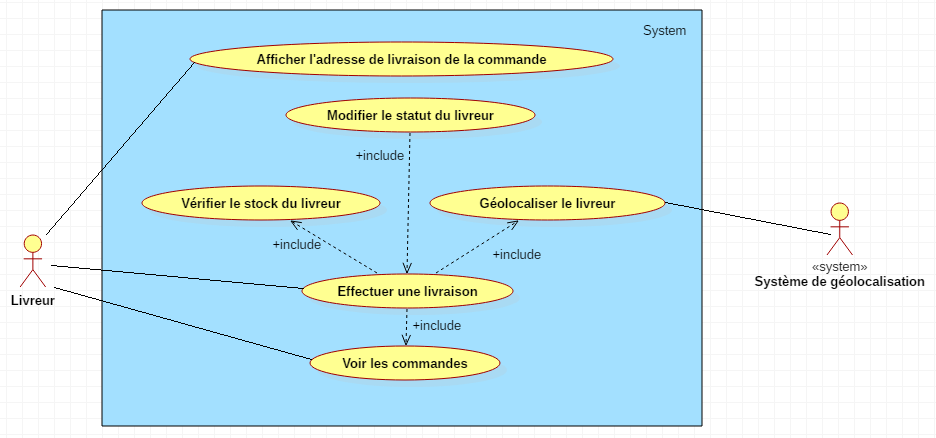 System
Afficher l'adresse de livraison de la commande
Modifier le statut du livreur
+include
Vérifier le stock du livreur
Géolocaliser le livreur
+include
+include
Effectuer une livraison
+include
Voir les commandes
Livreur
«system»
Système de géolocalisation